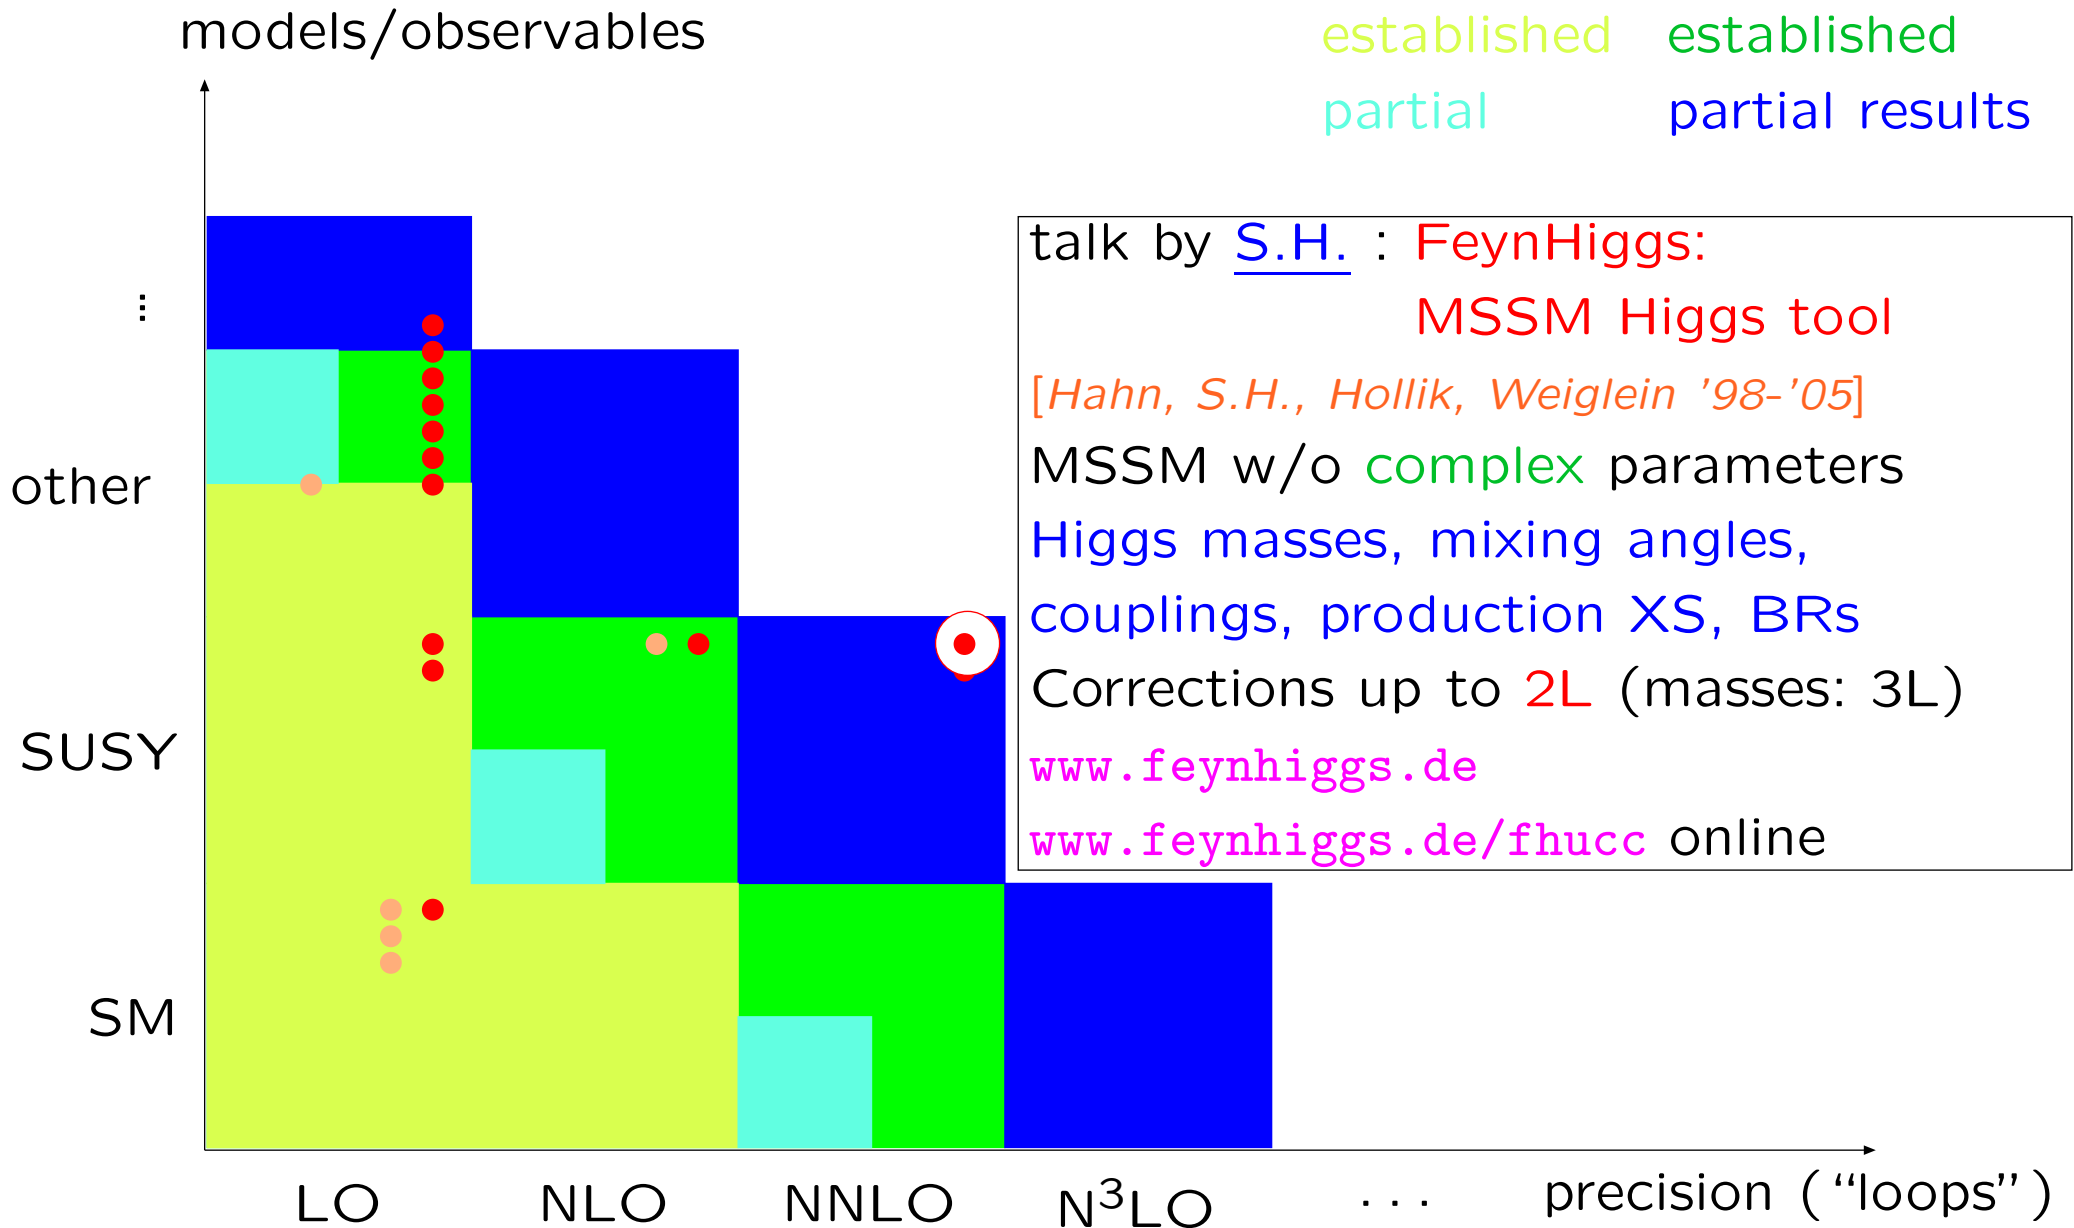 models/observables
established established
partial partial results
talk by S.H. : FeynHiggs:
MSSM Higgs tool
[Hahn, S.H., Hollik, Weiglein '98-'05]
MSSM w/o complex parameters
Higgs masses, mixing angles,
couplings, production XS, BRs
Corrections up to 2L (masses: 3L)
www.feynhiggs.de
www.feynhiggs.de/fhucc online
...
other
SUSY
SM
LO NLO NNLO N³LO ... precision (“loops”)